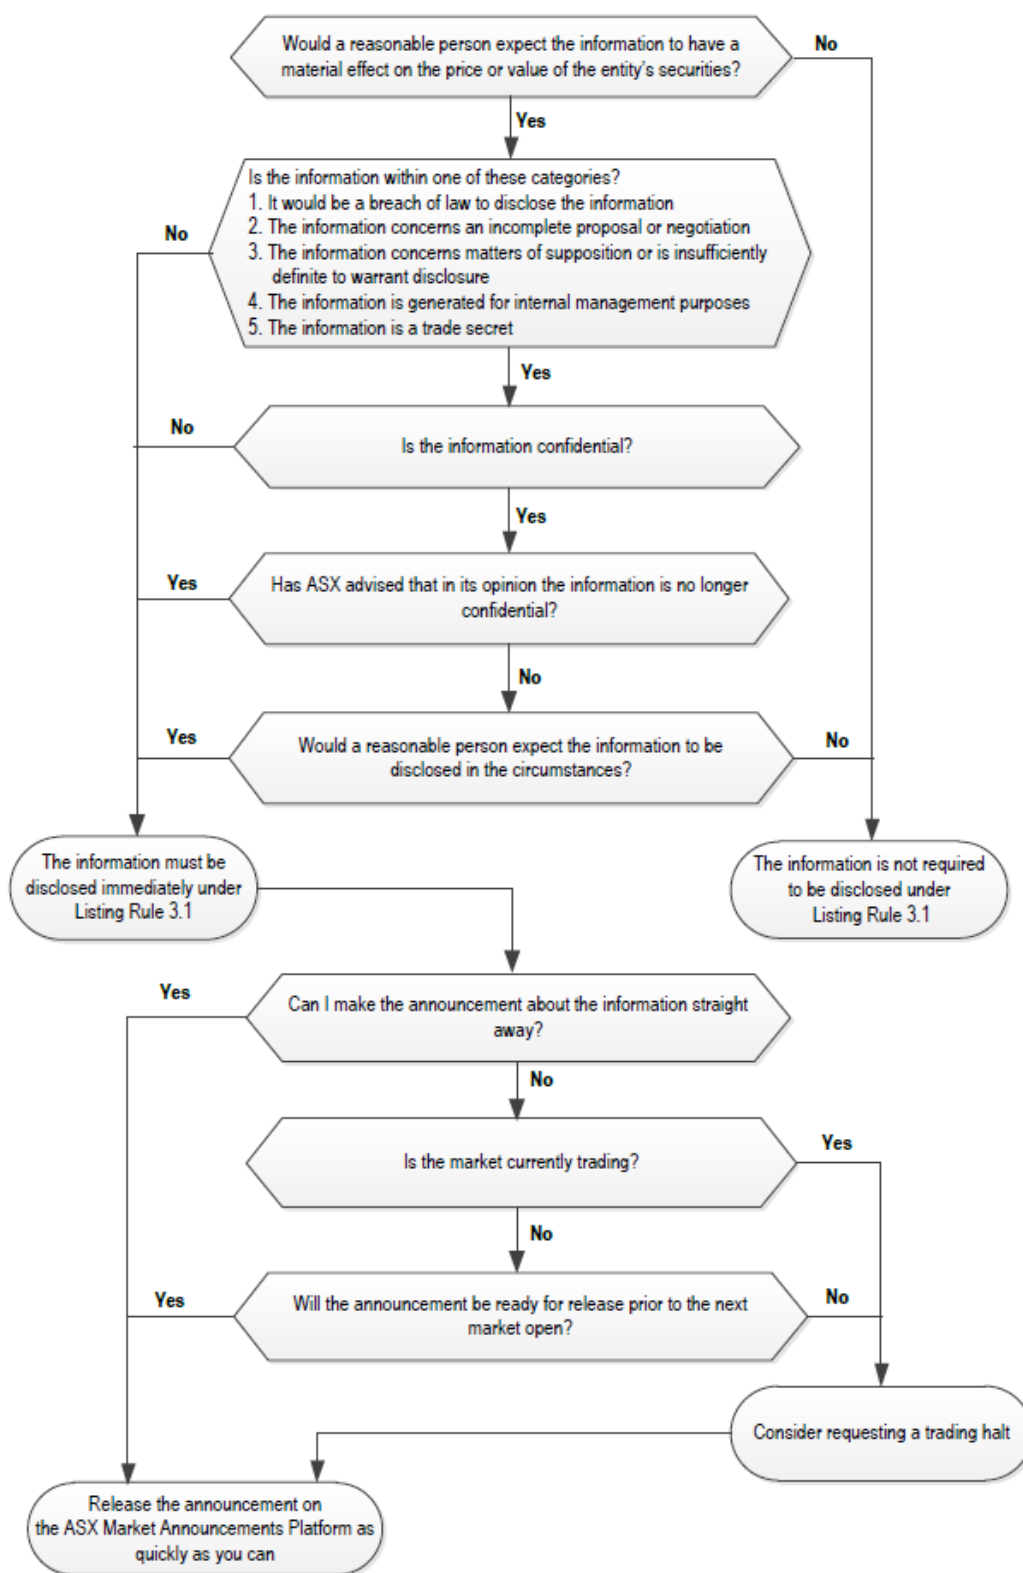 Would a reasonable person expect the information to have a
material effect on the price or value of the entity's securities?
No
Yes
Is the information within one of these categories?
1. It would be a breach of law to disclose the information
2. The information concerns an incomplete proposal or negotiation
3. The information concerns matters of supposition or is insufficiently
definite to warrant disclosure
4. The information is generated for internal management purposes
5. The information is a trade secret
No
Yes
No
Is the information confidential?
Yes
Yes
Has ASX advised that in its opinion the information is no longer
confidential?
No
Yes
Would a reasonable person expect the information to be
disclosed in the circumstances?
No
The information must be
disclosed immediately under
Listing Rule 3.1
The information is not required
to be disclosed under
Listing Rule 3.1
Yes
Can I make the announcement about the information straight
away?
No
Is the market currently trading?
Yes
No
Yes
Will the announcement be ready for release prior to the next
market open?
No
Consider requesting a trading halt
Release the announcement on
the ASX Market Announcements Platform as
quickly as you can